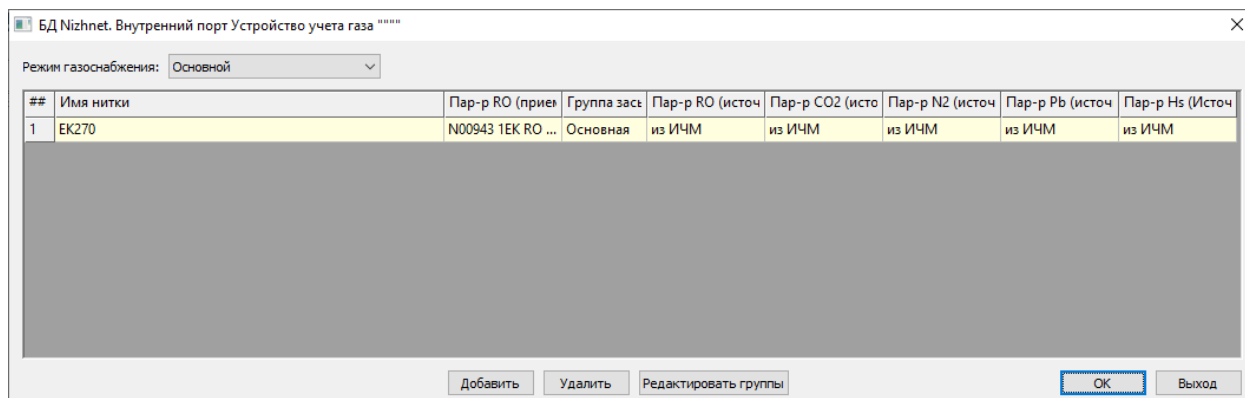 БД Nizhnet. Внутренний порт Устройство учета газа """"
Режим газоснабжения: Основной
## Имя нитки Пар-р RO (прием Группа засы Пар-р RO (источ Пар-р CO2 (исто Пар-р N2 (источ Пар-р Pb (источ Пар-р Hs (Источ
1 EK270 N00943 1ЕК RO ... Основная из ИЧМ из ИЧМ из ИЧМ из ИЧМ из ИЧМ
Добавить Удалить Редактировать группы OK Выход